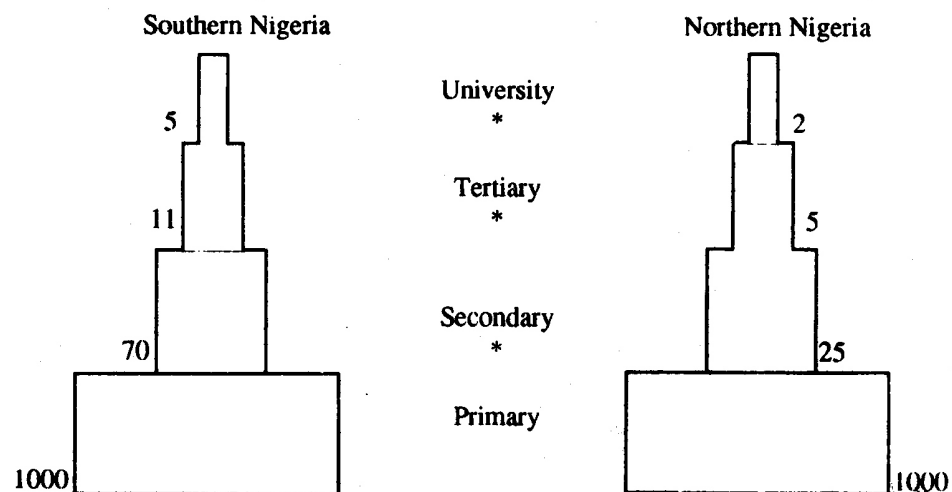 Southern Nigeria
Northern Nigeria
University
*
5
2
Tertiary
*
11
5
Secondary
*
70
25
Primary
1000
1000